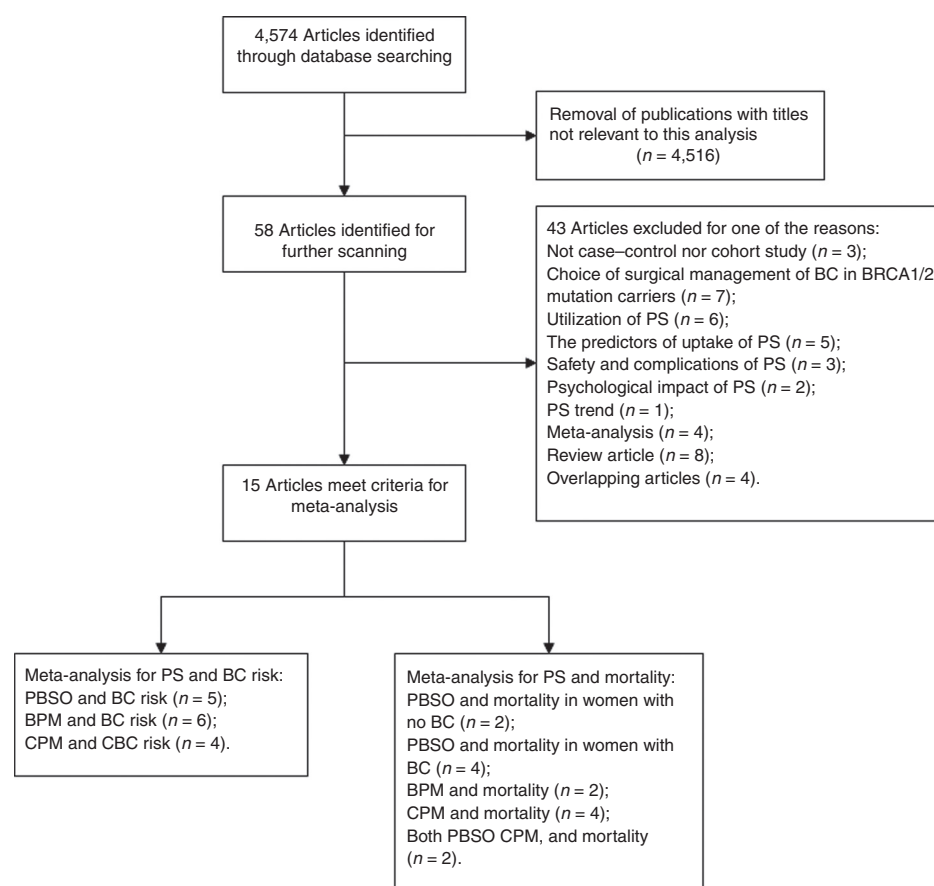 4,574 Articles identified
through database searching
Removal of publications with titles
not relevant to this analysis
(n = 4,516)
58 Articles identified for
further scanning
43 Articles excluded for one of the reasons:
Not case–control nor cohort study (n = 3);
Choice of surgical management of BC in BRCA1/2
mutation carriers (n = 7);
Utilization of PS (n = 6);
The predictors of uptake of PS (n = 5);
Safety and complications of PS (n = 3);
Psychological impact of PS (n = 2);
PS trend (n = 1);
Meta-analysis (n = 4);
Review article (n = 8);
Overlapping articles (n = 4).
15 Articles meet criteria for
meta-analysis
Meta-analysis for PS and BC risk:
PBSO and BC risk (n = 5);
BPM and BC risk (n = 6);
CPM and CBC risk (n = 4).
Meta-analysis for PS and mortality:
PBSO and mortality in women with
no BC (n = 2);
PBSO and mortality in women with
BC (n = 4);
BPM and mortality (n = 2);
CPM and mortality (n = 4);
Both PBSO CPM, and mortality
(n = 2).